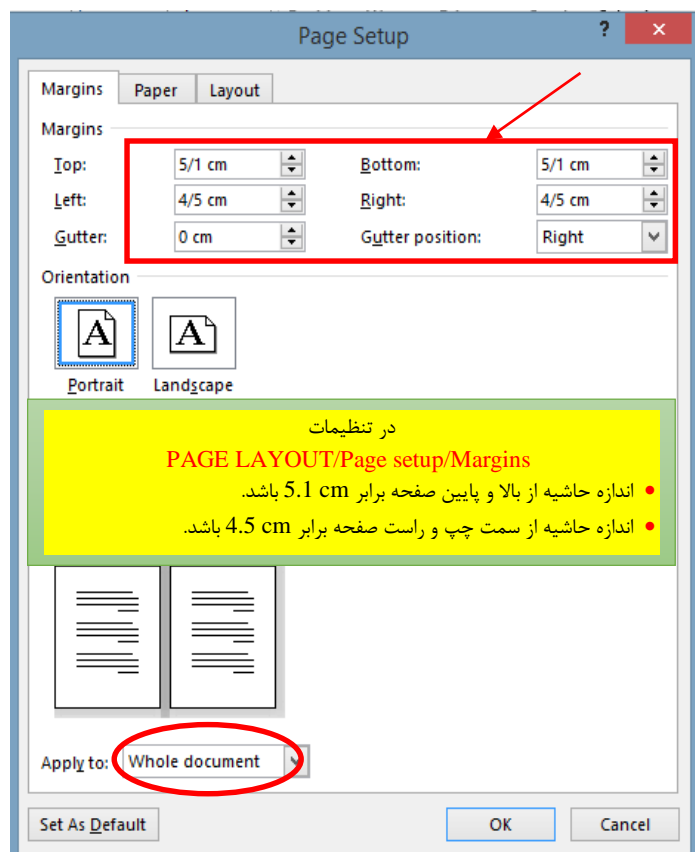 Page Setup
?
×
Margins Paper Layout
Margins
Top: 5/1 cm Bottom: 5/1 cm
Left: 4/5 cm Right: 4/5 cm
Gutter: 0 cm Gutter position: Right
Orientation
A A
Portrait Landscape
در تنظیمات
PAGE LAYOUT/Page setup/Margins
• اندازه حاشیه از بالا و پایین صفحه برابر 5.1 cm باشد.
• اندازه حاشیه از سمت چپ و راست صفحه برابر 4.5 cm باشد.
Apply to: Whole document
Set As Default OK Cancel